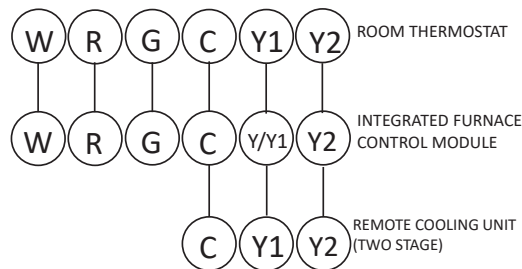 W R G C Y1 Y2 ROOM THERMOSTAT
W R G C Y/Y1 Y2 INTEGRATED FURNACE
CONTROL MODULE
C Y1 Y2 REMOTE COOLING UNIT
(TWO STAGE)